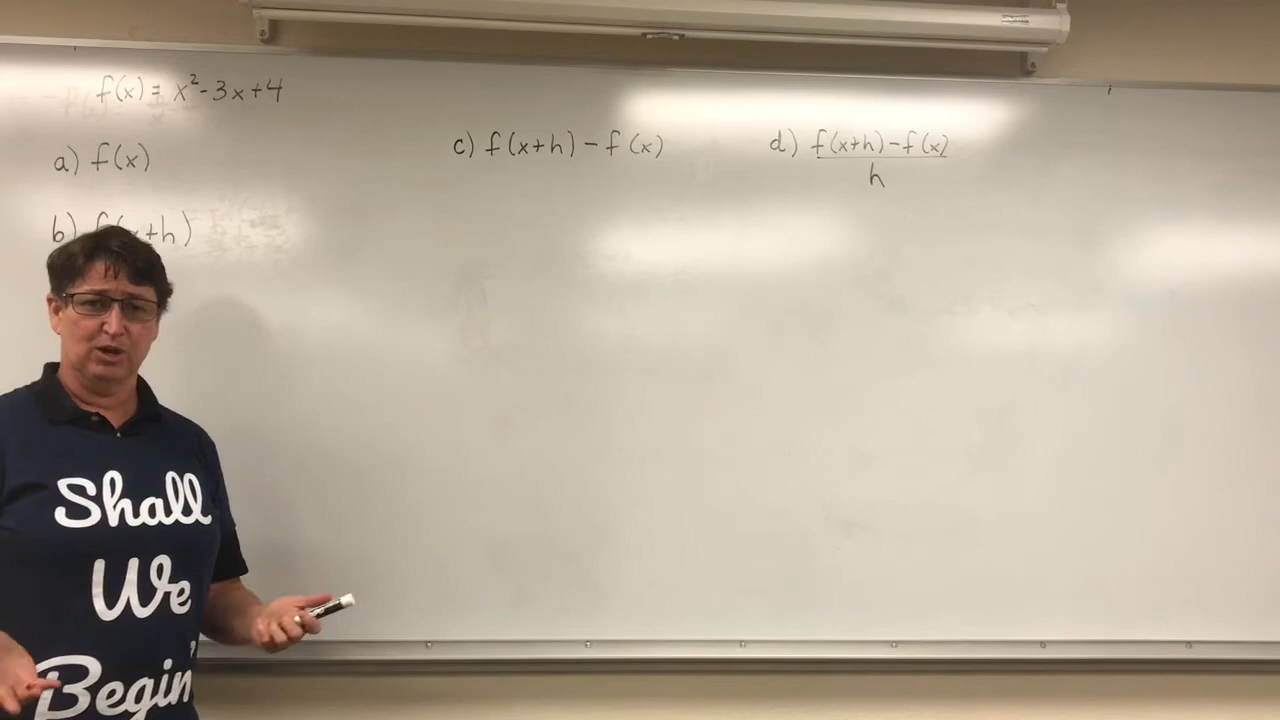 f(x) = x²-3x+4
a) f(x)
b) f(x+h)
c) f(x+h) - f(x)
d) f(x+h) - f(x)
h
Shall
We
Begin